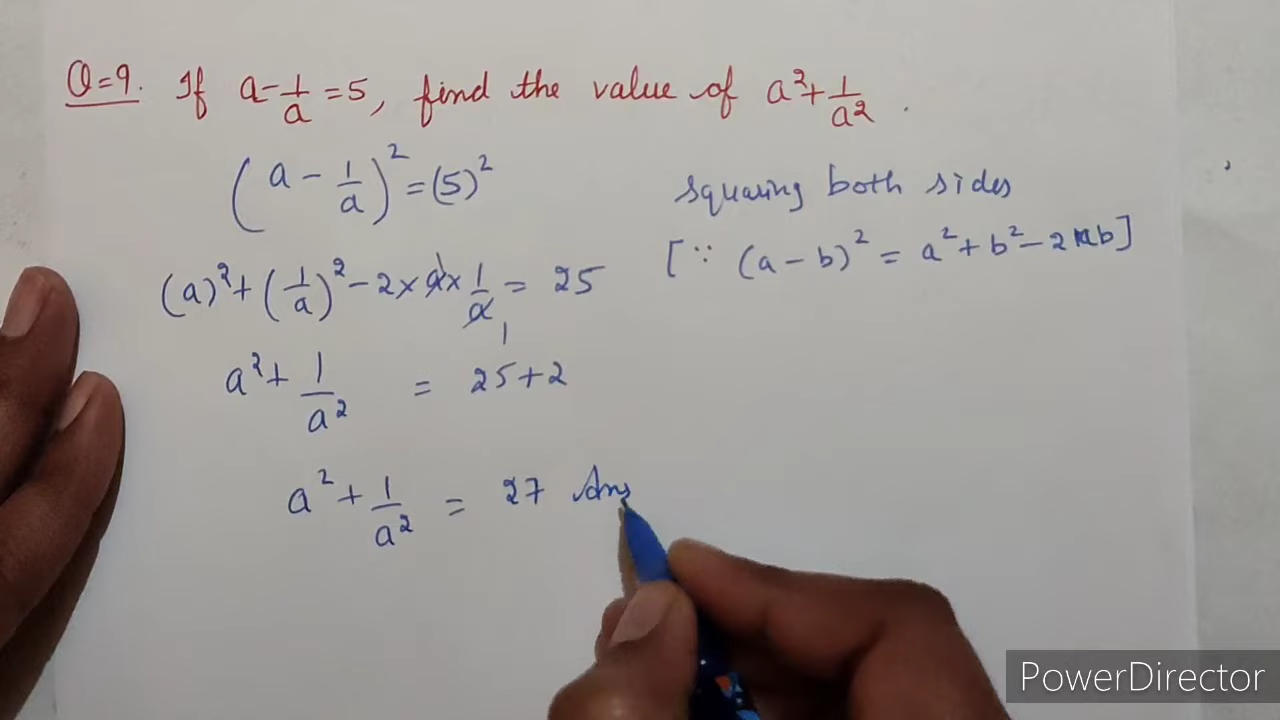 Q=9. If a-1/a=5, find the value of a²+1/a².
(a - 1/a)² = (5)² squaring both sides
[∵ (a-b)² = a²+b²-2ab]
(a)²+(1/a)²-2×a×1/a = 25
1
1
a²+1/a² = 25+2
a²+1/a² = 27 Ans
PowerDirector